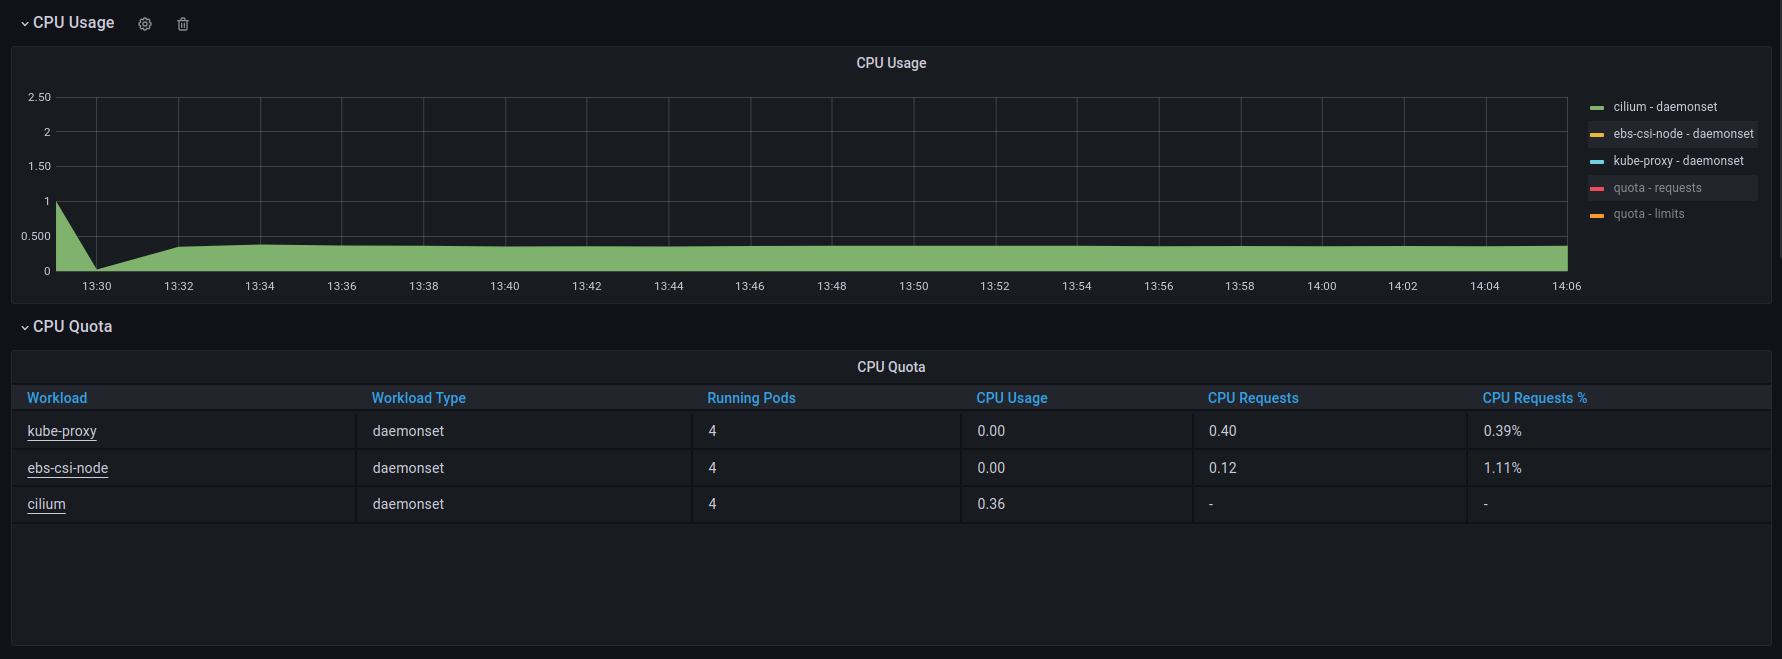 CPU Usage
CPU Usage
2.50
2
1.50
1
0.500
0
13:30 13:32 13:34 13:36 13:38 13:40 13:42 13:44 13:46 13:48 13:50 13:52 13:54 13:56 13:58 14:00 14:02 14:04 14:06
cilium - daemonset
ebs-csi-node - daemonset
kube-proxy - daemonset
quota - requests
quota - limits
CPU Quota
CPU Quota
Workload Workload Type Running Pods CPU Usage CPU Requests CPU Requests %
kube-proxy daemonset 4 0.00 0.40 0.39%
ebs-csi-node daemonset 4 0.00 0.12 1.11%
cilium daemonset 4 0.36 - -